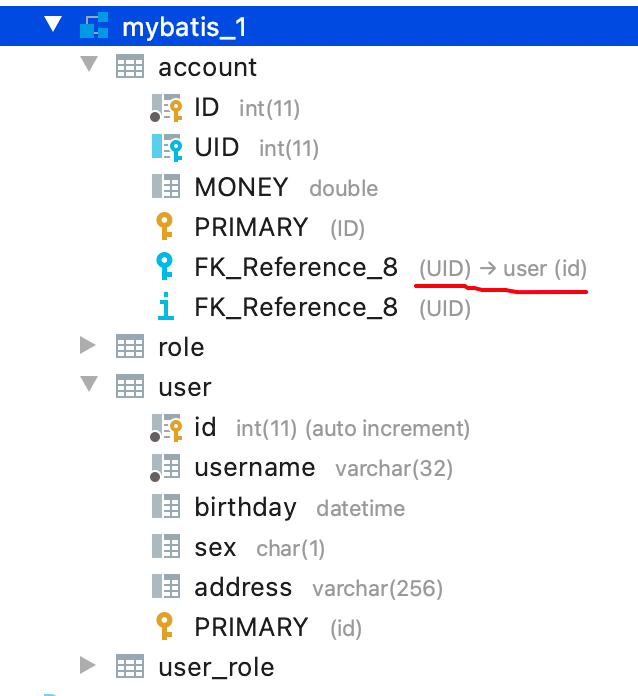 mybatis_1
account
ID int(11)
UID int(11)
MONEY double
PRIMARY (ID)
FK_Reference_8 (UID) → user (id)
FK_Reference_8 (UID)
role
user
id int(11) (auto increment)
username varchar(32)
birthday datetime
sex char(1)
address varchar(256)
PRIMARY (id)
user_role